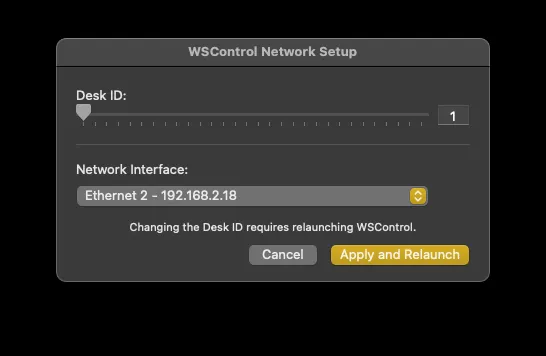 WSControl Network Setup
Desk ID:
1
Network Interface:
Ethernet 2 - 192.168.2.18
Changing the Desk ID requires relaunching WSControl.
Cancel
Apply and Relaunch